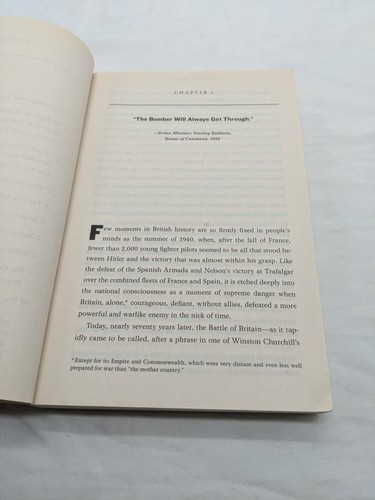 CHAPTER 1
"The Bomber Will Always Get Through."
—Prime Minister Stanley Baldwin,
House of Commons, 1932
Few moments in British history are so firmly fixed in people's
minds as the summer of 1940, when, after the fall of France,
fewer than 2,000 young fighter pilots seemed to be all that stood be-
tween Hitler and the victory that was almost within his grasp. Like
the defeat of the Spanish Armada and Nelson's victory at Trafalgar
over the combined fleets of France and Spain, it is etched deeply into
the national consciousness as a moment of supreme danger when
Britain, alone,* courageous, defiant, without allies, defeated a more
powerful and warlike enemy in the nick of time.
Today, nearly seventy years later, the Battle of Britain—as it rap-
idly came to be called, after a phrase in one of Winston Churchill's
* Except for its Empire and Commonwealth, which were very distant and even less well
prepared for war than "the mother country."